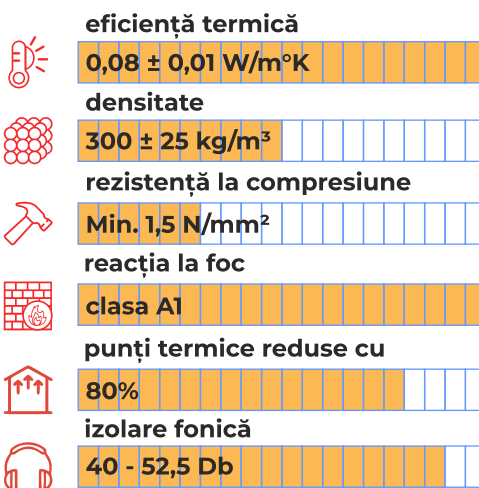 eficiență termică
0,08 ± 0,01 W/m°K
densitate
300 ± 25 kg/m³
rezistență la compresiune
Min. 1,5 N/mm²
reacția la foc
clasa A1
punți termice reduse cu
80%
izolare fonică
40 - 52,5 Db